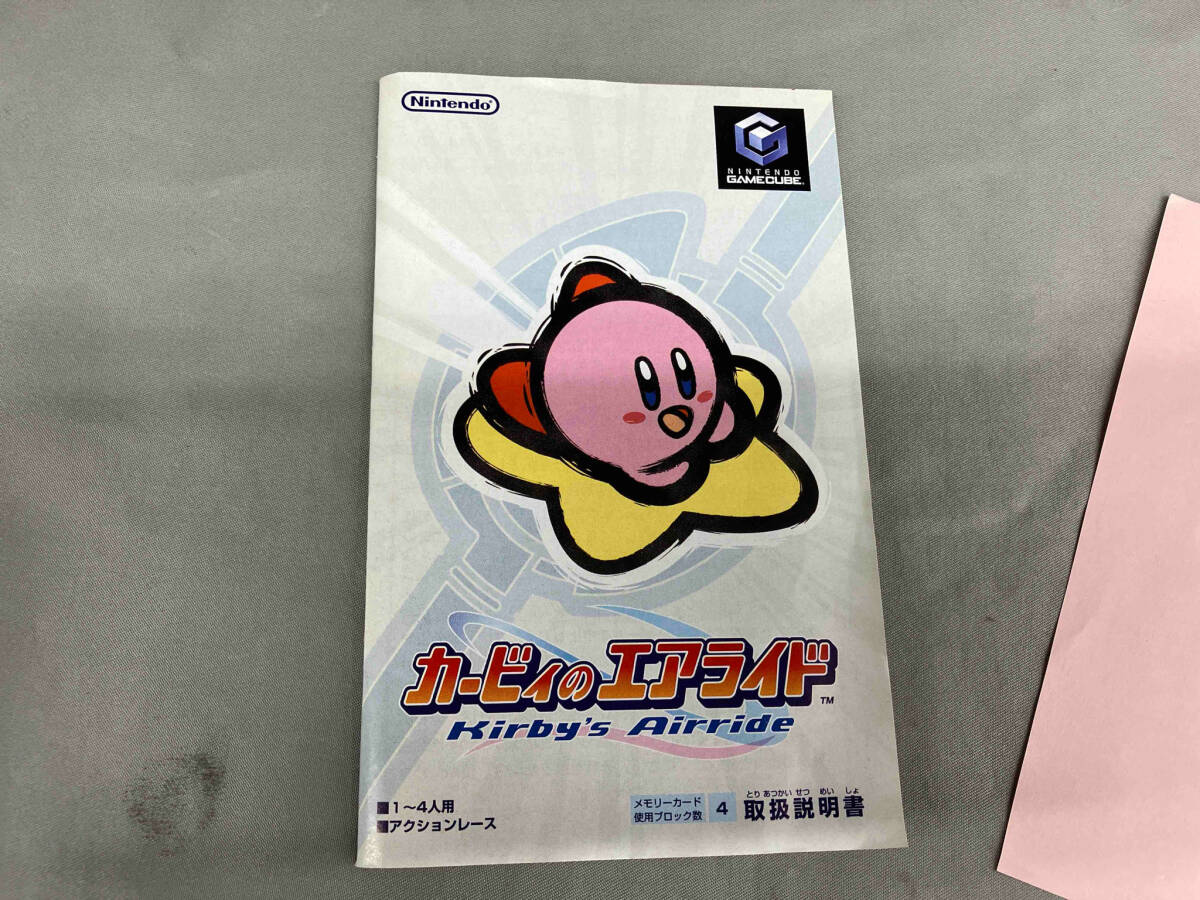 Nintendo®
NINTENDO
GAMECUBE®
カービィのエアライド™
Kirby's Airride
■1〜4人用
■アクションレース
メモリーカード
使用ブロック数
4
とり あつかい せつ めい しょ
取扱説明書